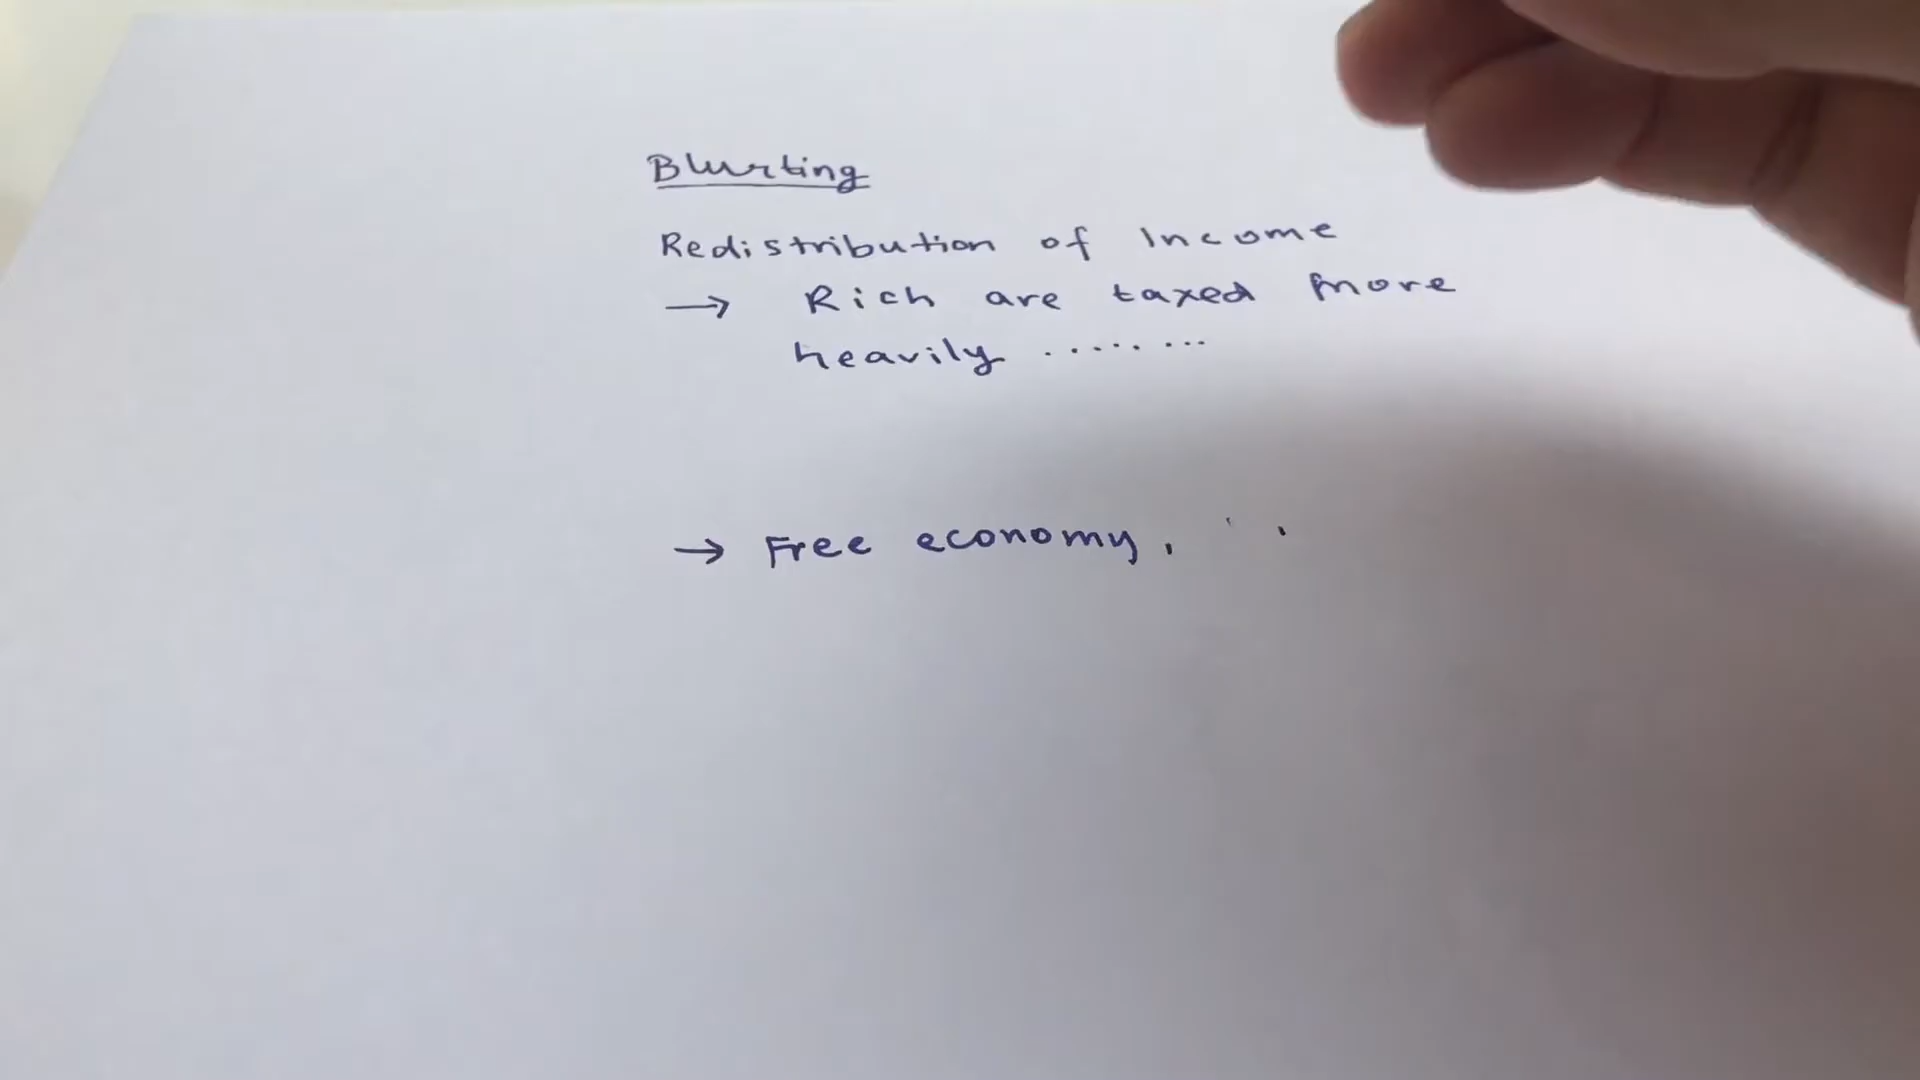 Blurting
Redistribution of Income
→ Rich are taxed more
heavily ........
→ Free economy,